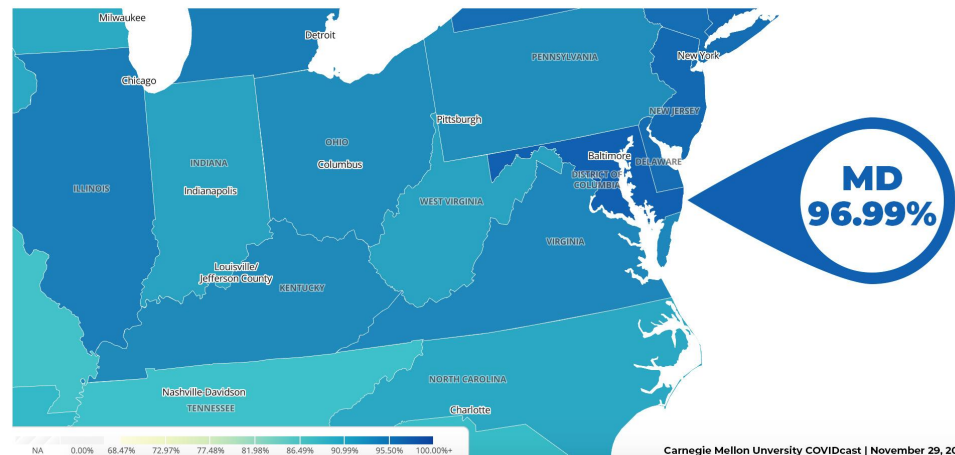 Milwaukee
Detroit
Chicago
PENNSYLVANIA
New York
NEW JERSEY
Pittsburgh
OHIO
Columbus
INDIANA
Indianapolis
ILLINOIS
Baltimore
DELAWARE
DISTRICT OF
COLUMBIA
WEST VIRGINIA
VIRGINIA
MD
96.99%
Louisville/
Jefferson County
KENTUCKY
NORTH CAROLINA
Nashville-Davidson
TENNESSEE
Charlotte
NA 0.00% 68.47% 72.97% 77.48% 81.98% 86.49% 90.99% 95.50% 100.00%+
Carnegie Mellon Unversity COVIDcast | November 29, 20